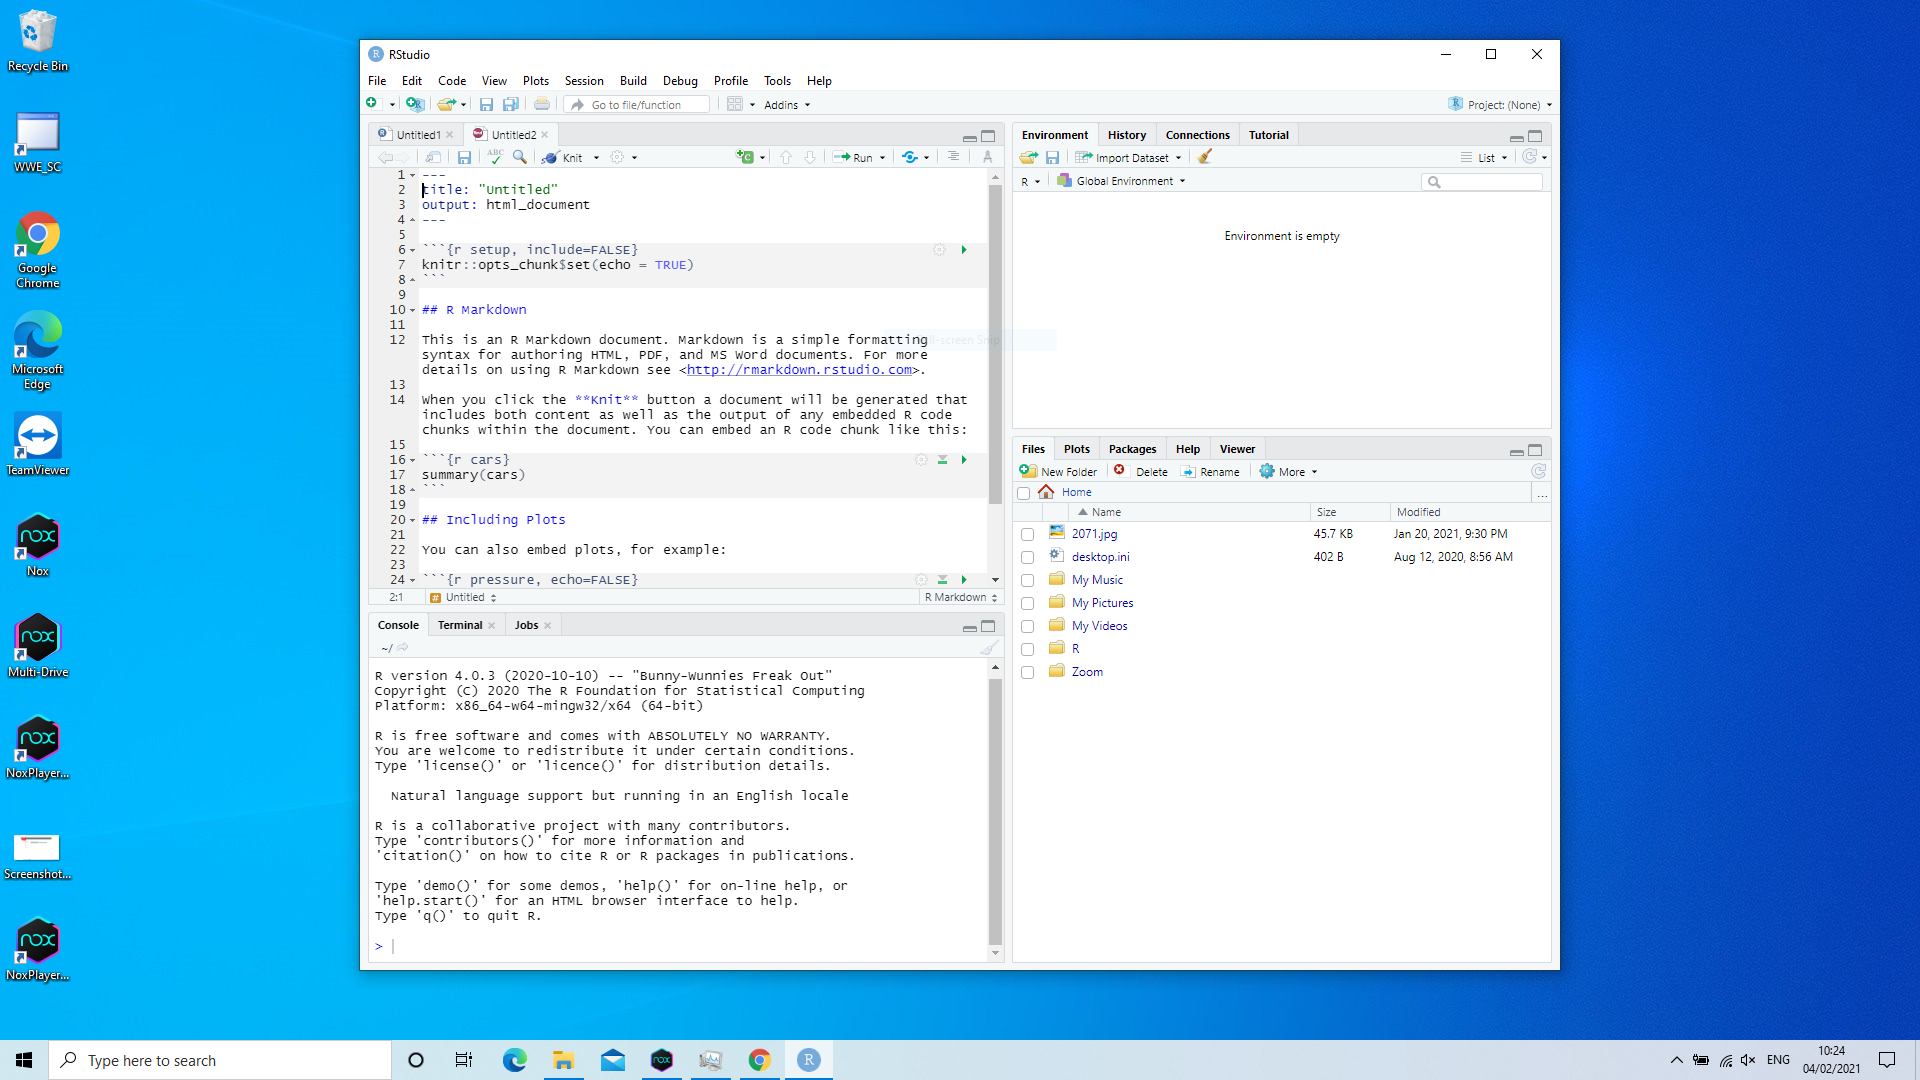 Recycle Bin
WWE_SC
Google
Chrome
Microsoft
Edge
TeamViewer
Nox
Multi-Drive
NoxPlayer...
Screenshot...
NoxPlayer...
RStudio
File Edit Code View Plots Session Build Debug Profile Tools Help
Go to file/function Addins Project: (None)
Untitled1 Untitled2
ABC Knit Run
1 ---
2 title: "Untitled"
3 output: html_document
4 ---
5
6 ```{r setup, include=FALSE}
7 knitr::opts_chunk$set(echo = TRUE)
8 ```
9
10 ## R Markdown
11
12 This is an R Markdown document. Markdown is a simple formatting
syntax for authoring HTML, PDF, and MS Word documents. For more
details on using R Markdown see <http://rmarkdown.rstudio.com>.
13
14 When you click the **Knit** button a document will be generated that
includes both content as well as the output of any embedded R code
chunks within the document. You can embed an R code chunk like this:
15
16 ```{r cars}
17 summary(cars)
18 ```
19
20 ## Including Plots
21
22 You can also embed plots, for example:
23
24 ```{r pressure, echo=FALSE}
2:1 Untitled R Markdown
Console Terminal Jobs
~/
R version 4.0.3 (2020-10-10) -- "Bunny-Wunnies Freak Out"
Copyright (C) 2020 The R Foundation for Statistical Computing
Platform: x86_64-w64-mingw32/x64 (64-bit)
R is free software and comes with ABSOLUTELY NO WARRANTY.
You are welcome to redistribute it under certain conditions.
Type 'license()' or 'licence()' for distribution details.
Natural language support but running in an English locale
R is a collaborative project with many contributors.
Type 'contributors()' for more information and
'citation()' on how to cite R or R packages in publications.
Type 'demo()' for some demos, 'help()' for on-line help, or
'help.start()' for an HTML browser interface to help.
Type 'q()' to quit R.
>
Environment History Connections Tutorial
Import Dataset List
R Global Environment
Environment is empty
Files Plots Packages Help Viewer
New Folder Delete Rename More
Home ...
Name Size Modified
2071.jpg 45.7 KB Jan 20, 2021, 9:30 PM
desktop.ini 402 B Aug 12, 2020, 8:56 AM
My Music
My Pictures
My Videos
R
Zoom
Type here to search
ENG
10:24
04/02/2021